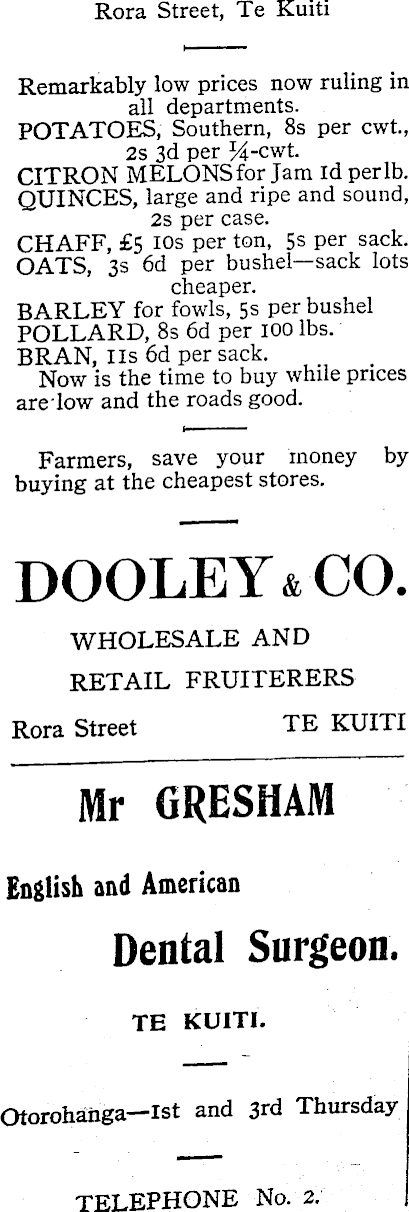 Rora Street, Te Kuiti
Remarkably low prices now ruling in
all departments.
POTATOES, Southern, 8s per cwt.,
2s 3d per ¼-cwt.
CITRON MELONS for Jam 1d per lb.
QUINCES, large and ripe and sound,
2s per case.
CHAFF, £5 10s per ton, 5s per sack.
OATS, 3s 6d per bushel—sack lots
cheaper.
BARLEY for fowls, 5s per bushel
POLLARD, 8s 6d per 100 lbs.
BRAN, 11s 6d per sack.
Now is the time to buy while prices
are low and the roads good.
Farmers, save your money by
buying at the cheapest stores.
DOOLEY & CO.
WHOLESALE AND
RETAIL FRUITERERS
Rora Street TE KUITI
Mr GRESHAM
English and American
Dental Surgeon.
TE KUITI.
Otorohanga—1st and 3rd Thursday
TELEPHONE No. 2.